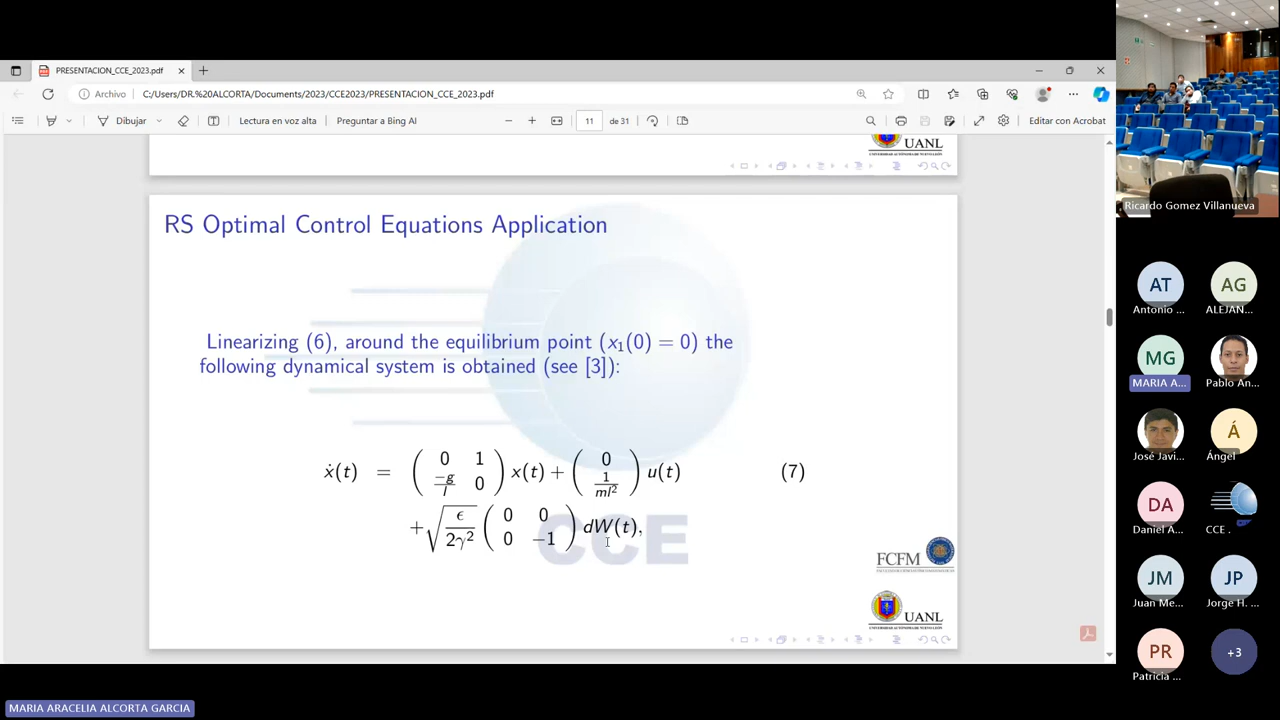 PRESENTACION_CCE_2023.pdf
Archivo C:/Users/DR.%20ALCORTA/Documents/2023/CCE2023/PRESENTACION_CCE_2023.pdf
Dibujar Lectura en voz alta Preguntar a Bing AI 11 de 31 Editar con Acrobat
UANL
RS Optimal Control Equations Application
Linearizing (6), around the equilibrium point (x₁(0) = 0) the
following dynamical system is obtained (see [3]):
ẋ(t) = ( 0 1 ; -g/l 0 ) x(t) + ( 0 ; 1/ml² ) u(t) (7)
+ √(ϵ/2γ²) ( 0 0 ; 0 −1 ) dW(t),
CCE
FCFM
UANL
Ricardo Gomez Villanueva
AT AG
Antonio ... ALEJAN...
MG
MARIA A... Pablo An...
Á
José Javi... Ángel
DA
Daniel A... CCE .
JM JP
Juan Me... Jorge H. ...
PR +3
Patricia ...
MARIA ARACELIA ALCORTA GARCIA